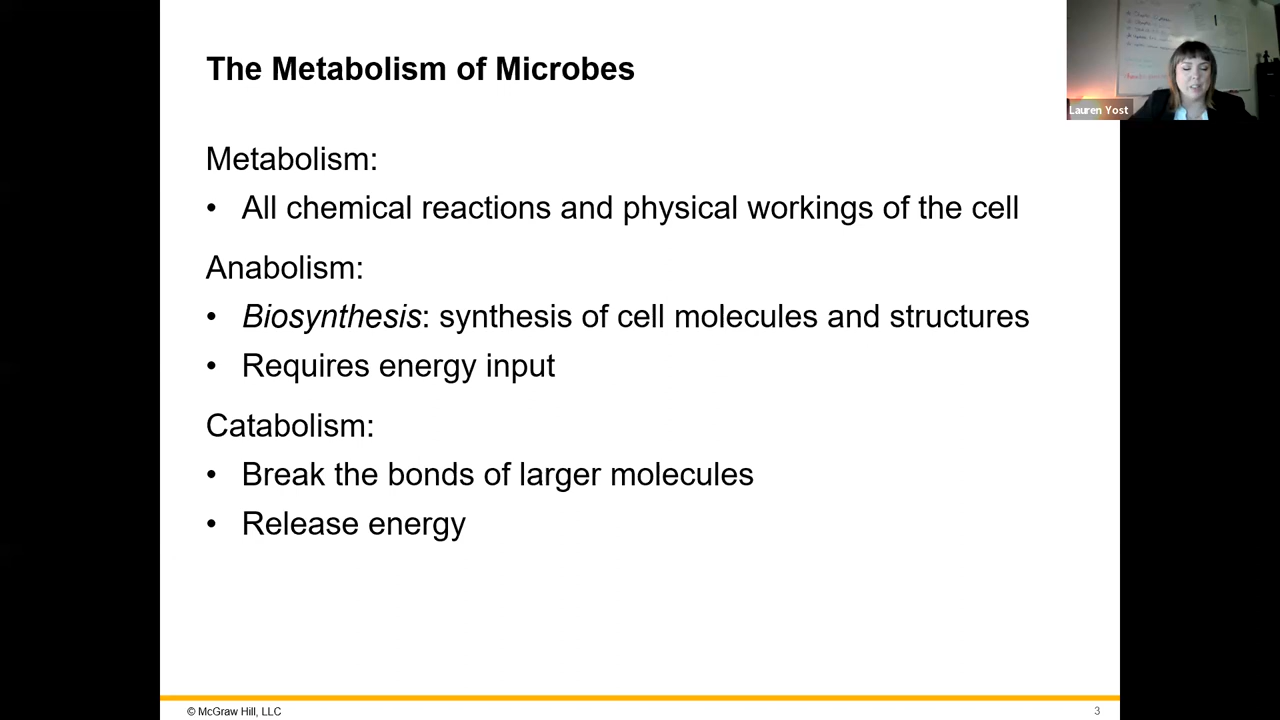 The Metabolism of Microbes
Lauren Yost
Metabolism:
• All chemical reactions and physical workings of the cell
Anabolism:
• Biosynthesis: synthesis of cell molecules and structures
• Requires energy input
Catabolism:
• Break the bonds of larger molecules
• Release energy
© McGraw Hill, LLC
3